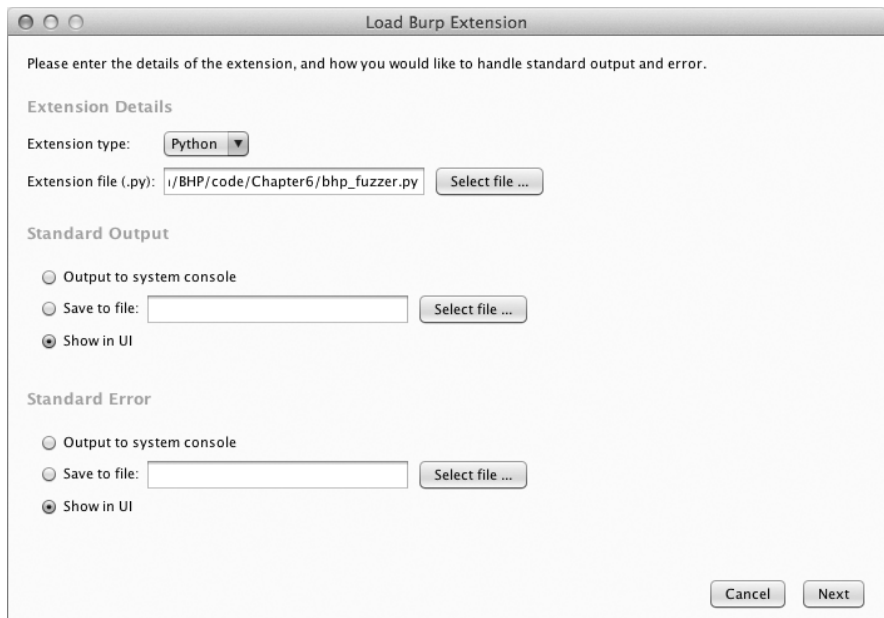 Load Burp Extension
Please enter the details of the extension, and how you would like to handle standard output and error.
Extension Details
Extension type: Python
Extension file (.py): ı/BHP/code/Chapter6/bhp_fuzzer.py Select file ...
Standard Output
Output to system console
Save to file: Select file ...
Show in UI
Standard Error
Output to system console
Save to file: Select file ...
Show in UI
Cancel Next